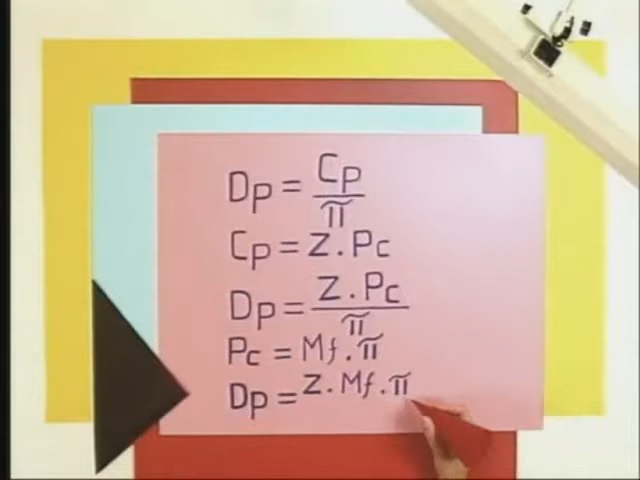 Dp = Cp / π
Cp = Z . Pc
Dp = Z . Pc / π
Pc = Mf . π
Dp = Z . Mf . π